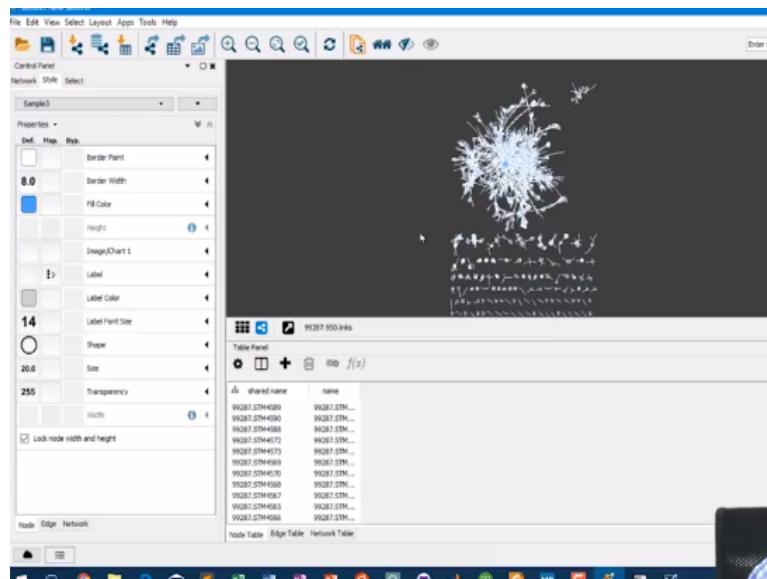 File Edit View Select Layout Apps Tools Help
Enter
Control Panel
Network Style Select
Sample3
Properties
Def. Map. Byp.
Border Paint
8.0 Border Width
Fill Color
Height
Image/Chart 1
Label
Label Color
14 Label Font Size
Shape
20.0 Size
255 Transparency
Width
Lock node width and height
Node Edge Network
99287.950.links
Table Panel
f(x)
shared name name
99287.STM4589 99287.STM...
99287.STM4590 99287.STM...
99287.STM4588 99287.STM...
99287.STM4572 99287.STM...
99287.STM4573 99287.STM...
99287.STM4569 99287.STM...
99287.STM4570 99287.STM...
99287.STM4568 99287.STM...
99287.STM4567 99287.STM...
99287.STM4565 99287.STM...
99287.STM4566 99287.STM...
Node Table Edge Table Network Table